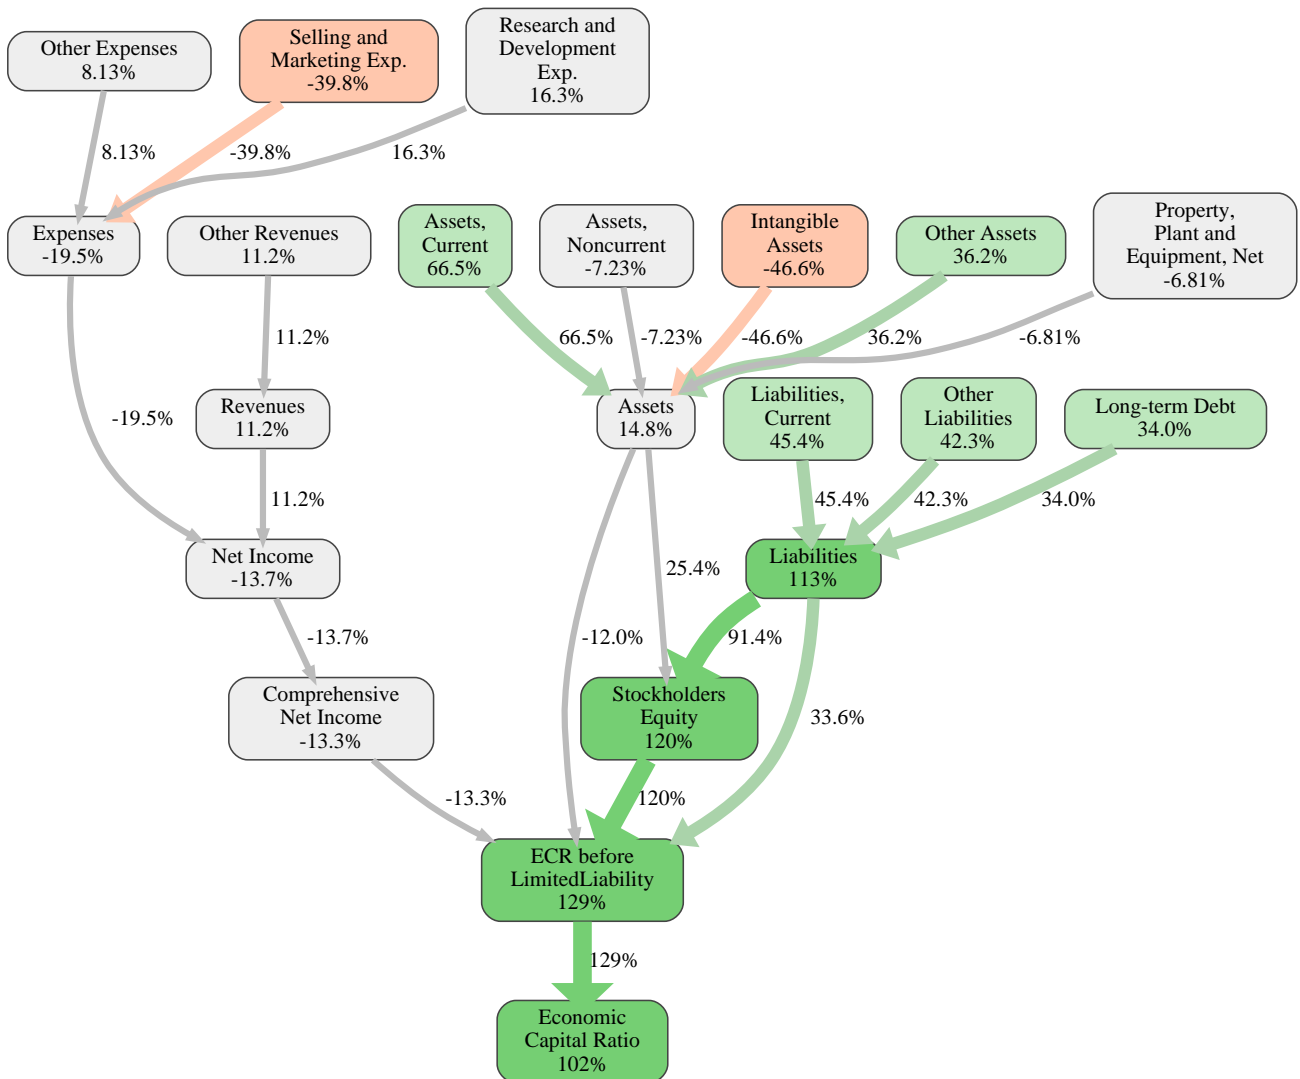 Other Expenses
8.13%
Selling and
Marketing Exp.
-39.8%
Research and
Development
Exp.
16.3%
8.13%
-39.8%
16.3%
Expenses
-19.5%
Other Revenues
11.2%
Assets,
Current
66.5%
Assets,
Noncurrent
-7.23%
Intangible
Assets
-46.6%
Other Assets
36.2%
Property,
Plant and
Equipment, Net
-6.81%
11.2%
66.5%
-7.23%
-46.6%
36.2%
-6.81%
-19.5%
Revenues
11.2%
Assets
14.8%
Liabilities,
Current
45.4%
Other
Liabilities
42.3%
Long-term Debt
34.0%
11.2%
45.4%
42.3%
34.0%
Net Income
-13.7%
25.4%
Liabilities
113%
-13.7%
-12.0%
91.4%
Comprehensive
Net Income
-13.3%
Stockholders
Equity
120%
33.6%
-13.3%
120%
ECR before
LimitedLiability
129%
129%
Economic
Capital Ratio
102%